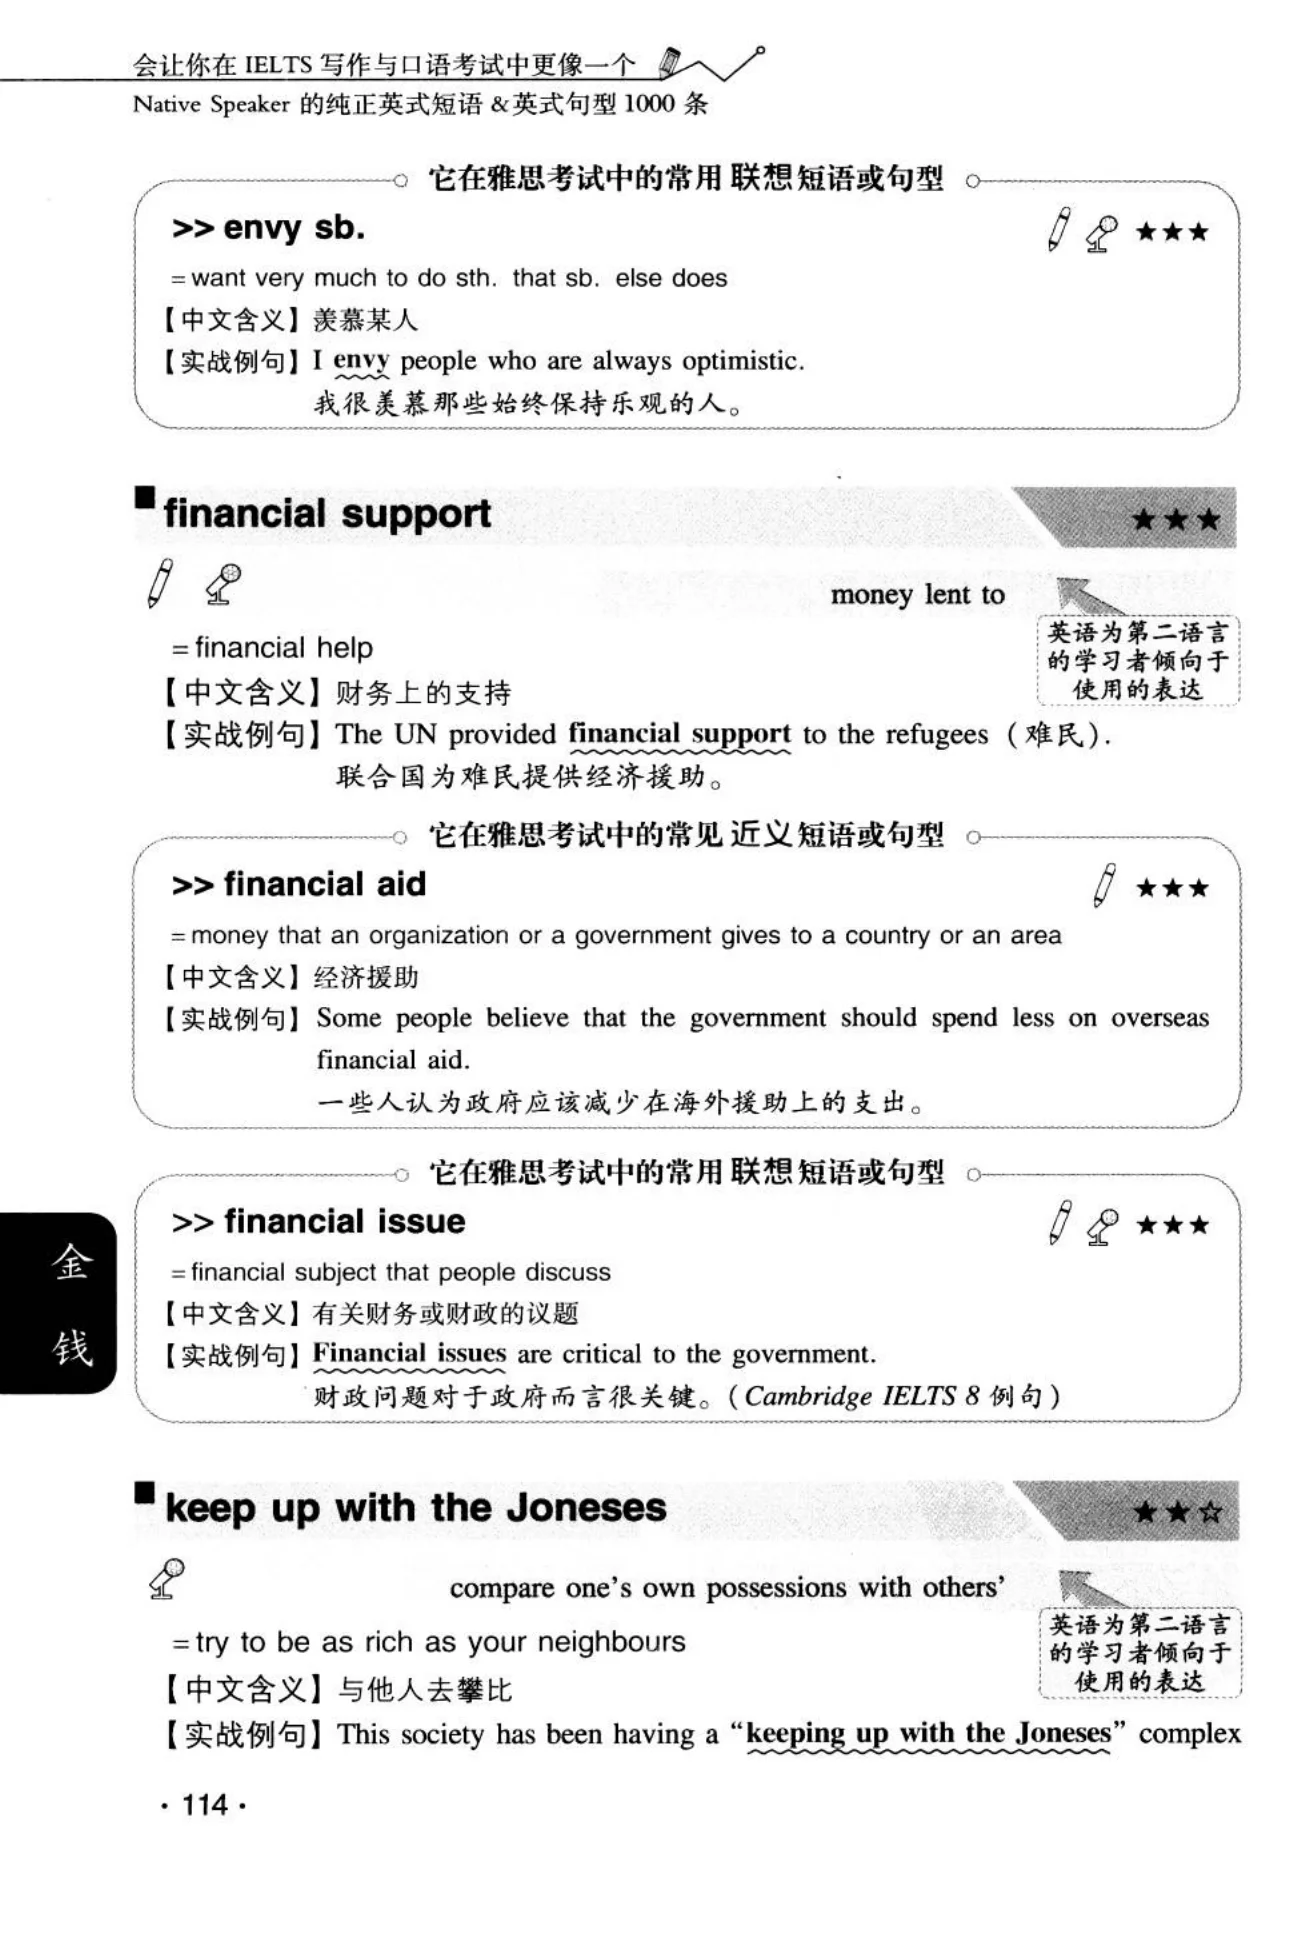 会让你在 IELTS 写作与口语考试中更像一个
Native Speaker 的纯正英式短语 & 英式句型 1000 条
它在雅思考试中的常用 联想 短语或句型
>> envy sb. ★★★
= want very much to do sth. that sb. else does
【中文含义】羡慕某人
【实战例句】I envy people who are always optimistic.
我很羡慕那些始终保持乐观的人。
■ financial support ★★★
money lent to
英语为第二语言
的学习者倾向于
使用的表达
= financial help
【中文含义】财务上的支持
【实战例句】The UN provided financial support to the refugees (难民).
联合国为难民提供经济援助。
它在雅思考试中的常见 近义 短语或句型
>> financial aid ★★★
= money that an organization or a government gives to a country or an area
【中文含义】经济援助
【实战例句】Some people believe that the government should spend less on overseas
financial aid.
一些人认为政府应该减少在海外援助上的支出。
它在雅思考试中的常用 联想 短语或句型
>> financial issue ★★★
= financial subject that people discuss
【中文含义】有关财务或财政的议题
【实战例句】Financial issues are critical to the government.
财政问题对于政府而言很关键。(Cambridge IELTS 8 例句)
金
钱
■ keep up with the Joneses ★★☆
compare one's own possessions with others'
英语为第二语言
的学习者倾向于
使用的表达
= try to be as rich as your neighbours
【中文含义】与他人去攀比
【实战例句】This society has been having a "keeping up with the Joneses" complex
· 114 ·